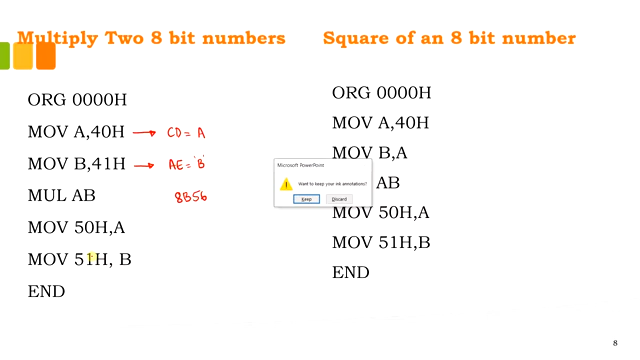 Multiply Two 8 bit numbers
ORG 0000H
MOV A,40H → CD = A
MOV B,41H → AE = 'B'
MUL AB 8B56
MOV 50H,A
MOV 51H, B
END
Square of an 8 bit number
ORG 0000H
MOV A,40H
MOV B,A
AB
MOV 50H,A
MOV 51H,B
END
Microsoft PowerPoint
Want to keep your ink annotations?
Keep Discard
8